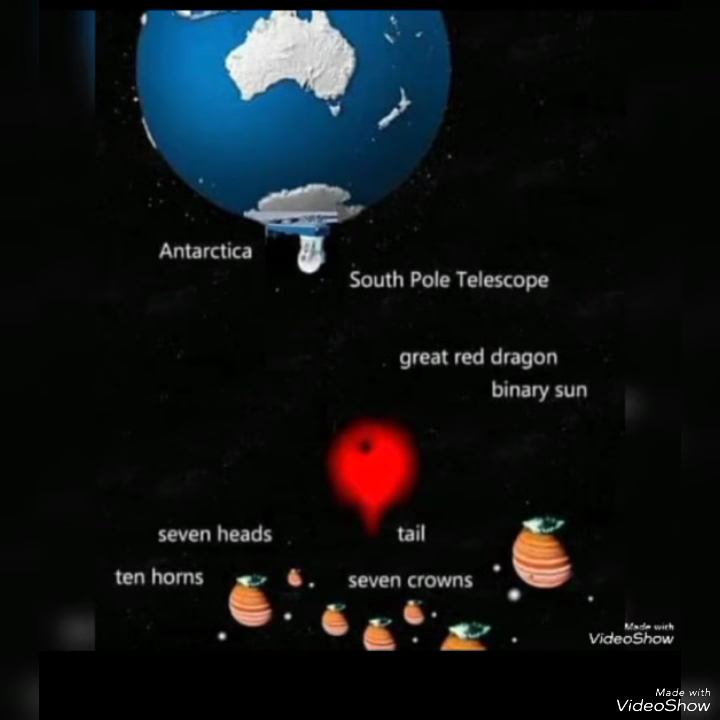 Antarctica
South Pole Telescope
great red dragon
binary sun
seven heads
tail
ten horns
seven crowns
Made with
VideoShow
Made with
VideoShow